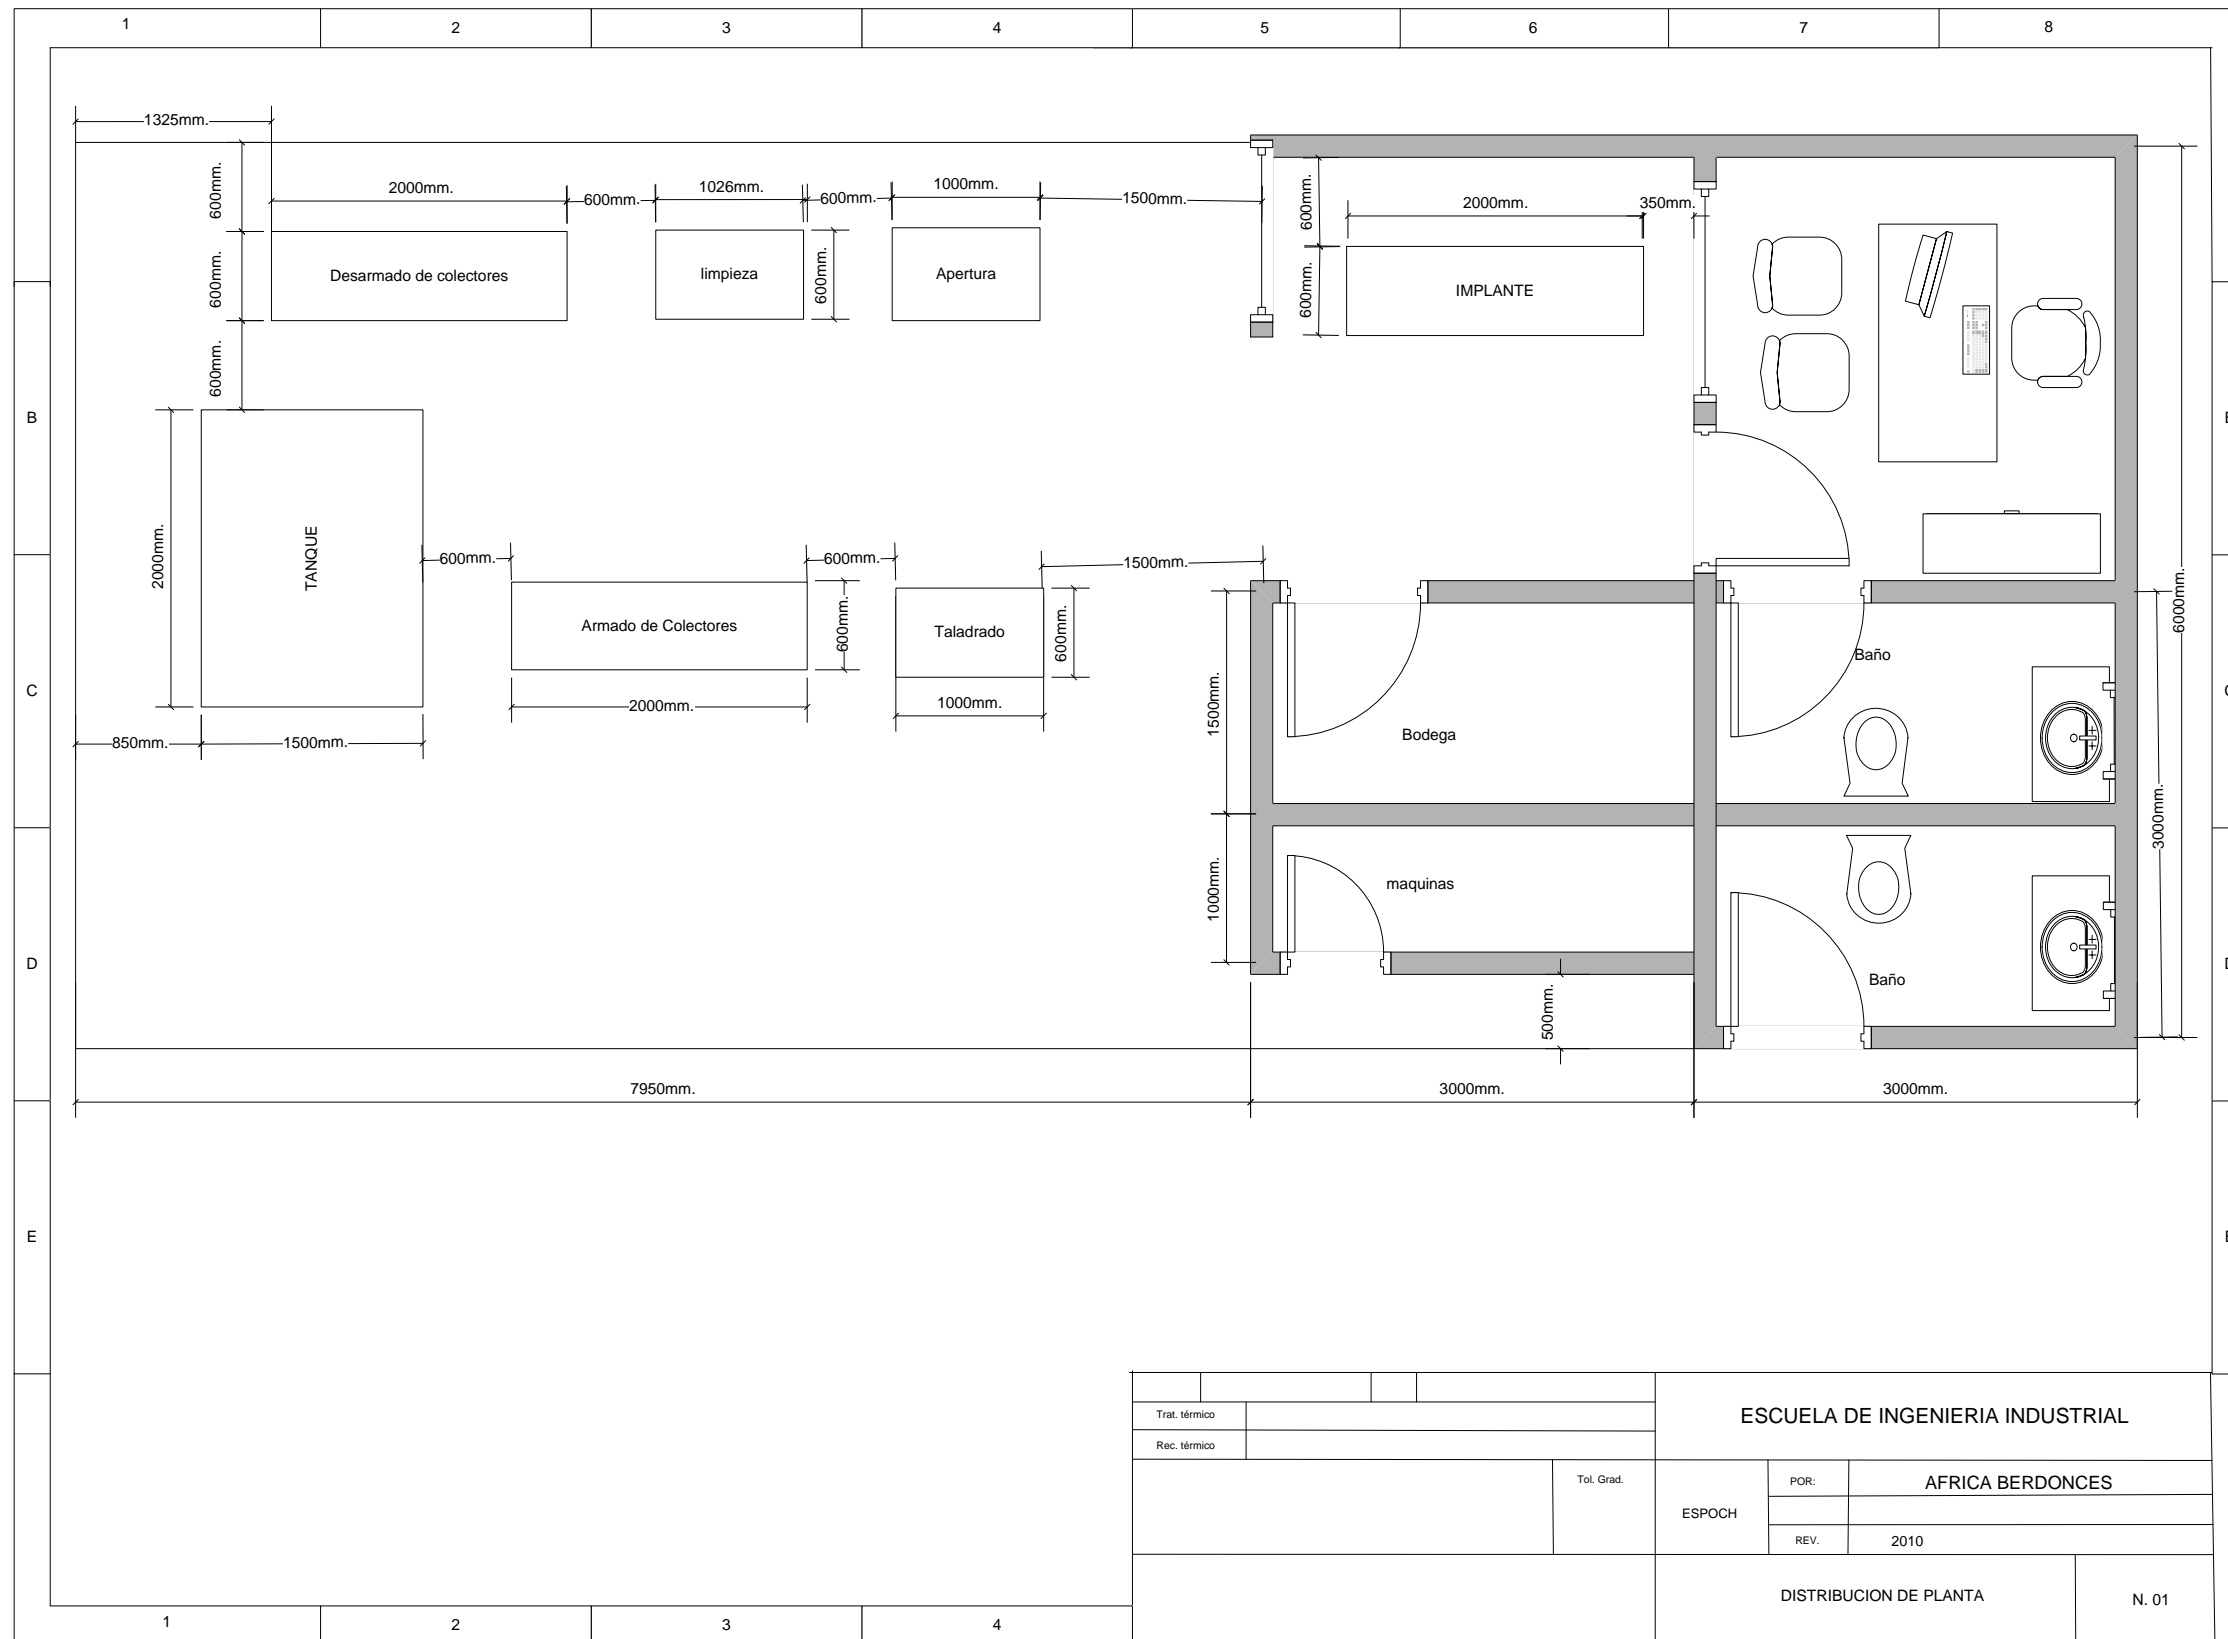 1 2 3 4 5 6 7 8
1325mm.
600mm.
2000mm.
600mm.
1026mm.
600mm.
1000mm.
1500mm.
600mm.
2000mm.
350mm.
600mm.
Desarmado de colectores
limpieza
600mm.
Apertura
600mm.
IMPLANTE
600mm.
B
2000mm.
TANQUE
600mm.
600mm.
1500mm.
Armado de Colectores
600mm.
Taladrado
600mm.
6000mm.
Baño
C
2000mm.
1000mm.
1500mm.
Bodega
850mm.
1500mm.
3000mm.
1000mm.
maquinas
D
500mm.
Baño
7950mm.
3000mm.
3000mm.
E
Trat. térmico
Rec. térmico
ESCUELA DE INGENIERIA INDUSTRIAL
Tol. Grad.
ESPOCH
POR:
AFRICA BERDONCES
REV.
2010
DISTRIBUCION DE PLANTA
N. 01
1 2 3 4